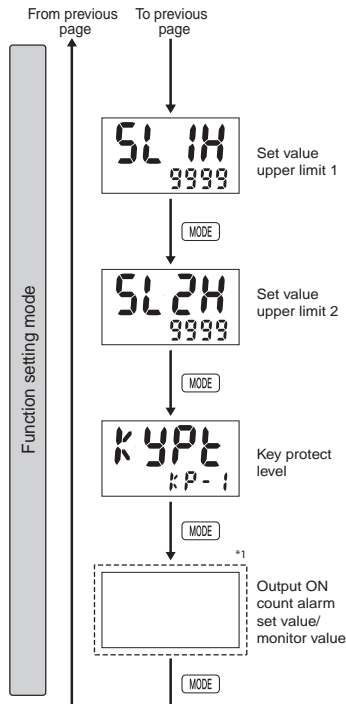 From previous page
To previous page
SL 1H
9999
Set value
upper limit 1
MODE
SL2H
9999
Set value
upper limit 2
MODE
Function setting mode
KYPt
KP-1
Key protect
level
MODE
*1
Output ON
count alarm
set value/
monitor value
MODE